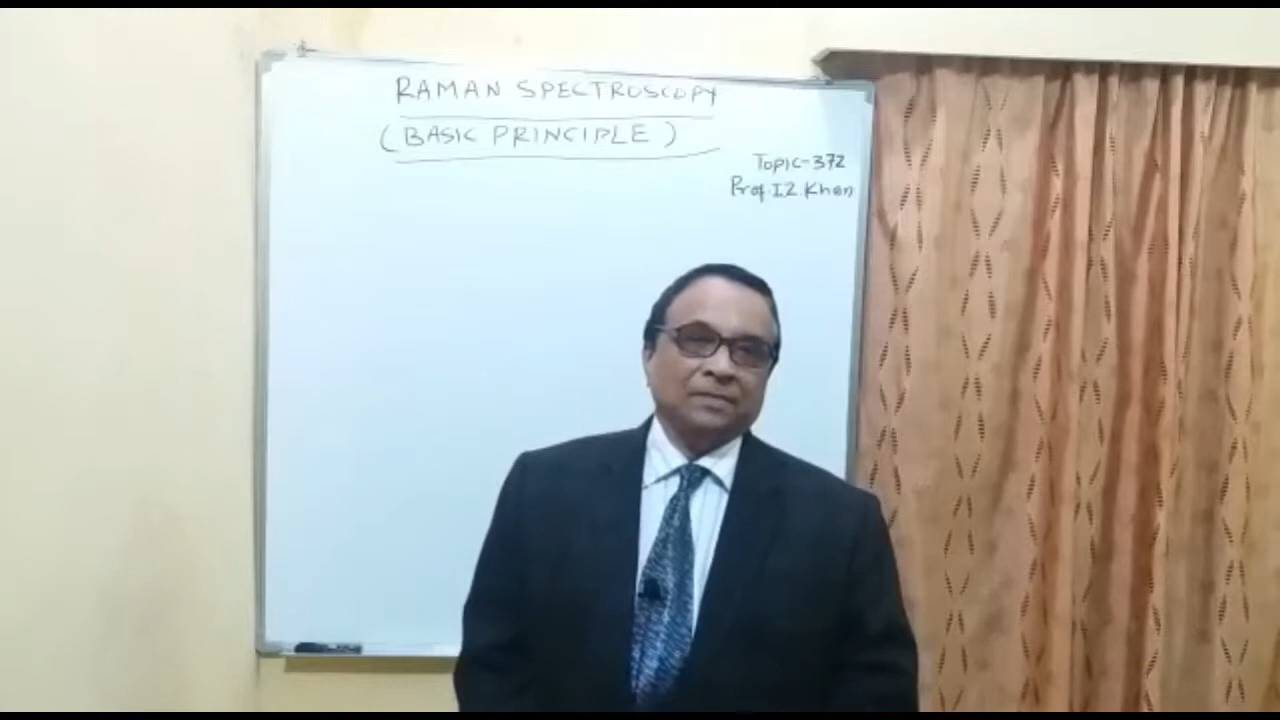 RAMAN SPECTROSCOPY
(BASIC PRINCIPLE)
Topic-372
Prof I.Z Khan